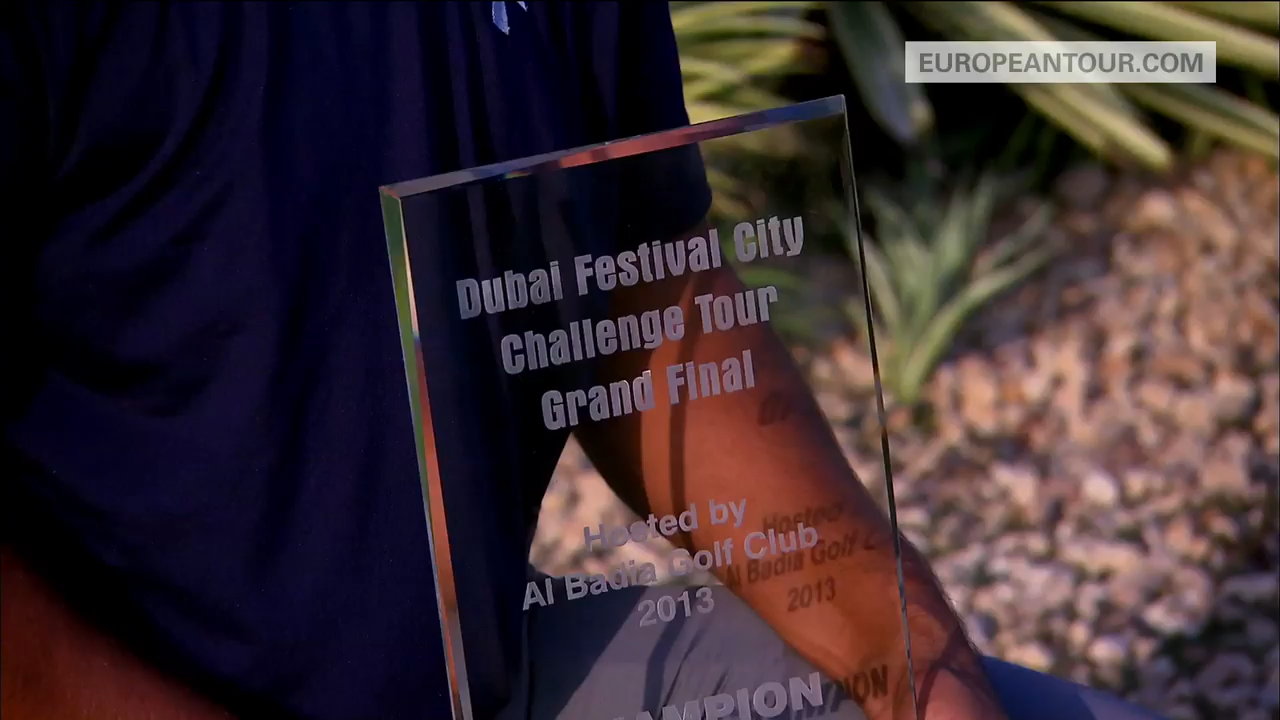 EUROPEANTOUR.COM
Dubai Festival City
Challenge Tour
Grand Final
Hosted by
Al Badia Golf Club
2013